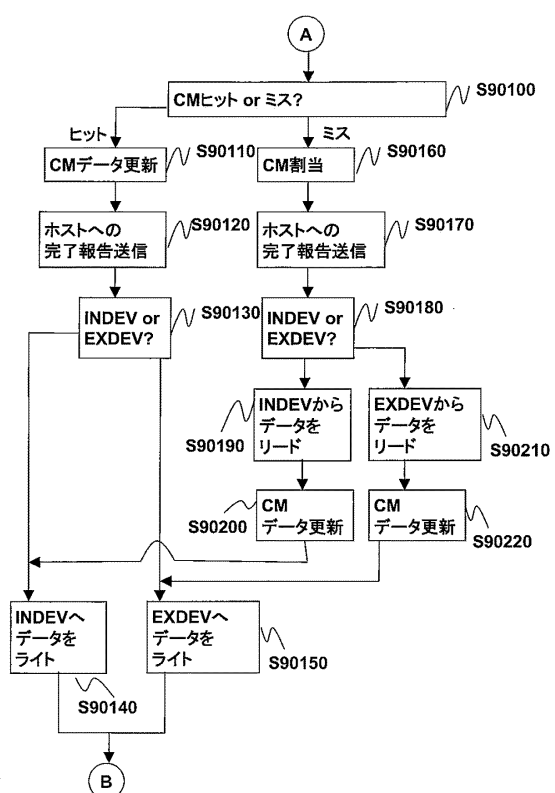 A
CMヒット or ミス?
S90100
ヒット
ミス
CMデータ更新
S90110
CM割当
S90160
ホストへの
完了報告送信
S90120
ホストへの
完了報告送信
S90170
INDEV or
EXDEV?
S90130
INDEV or
EXDEV?
S90180
INDEVから
データを
リード
S90190
EXDEVから
データを
リード
S90210
CM
データ更新
S90200
CM
データ更新
S90220
INDEVへ
データを
ライト
S90140
EXDEVへ
データを
ライト
S90150
B